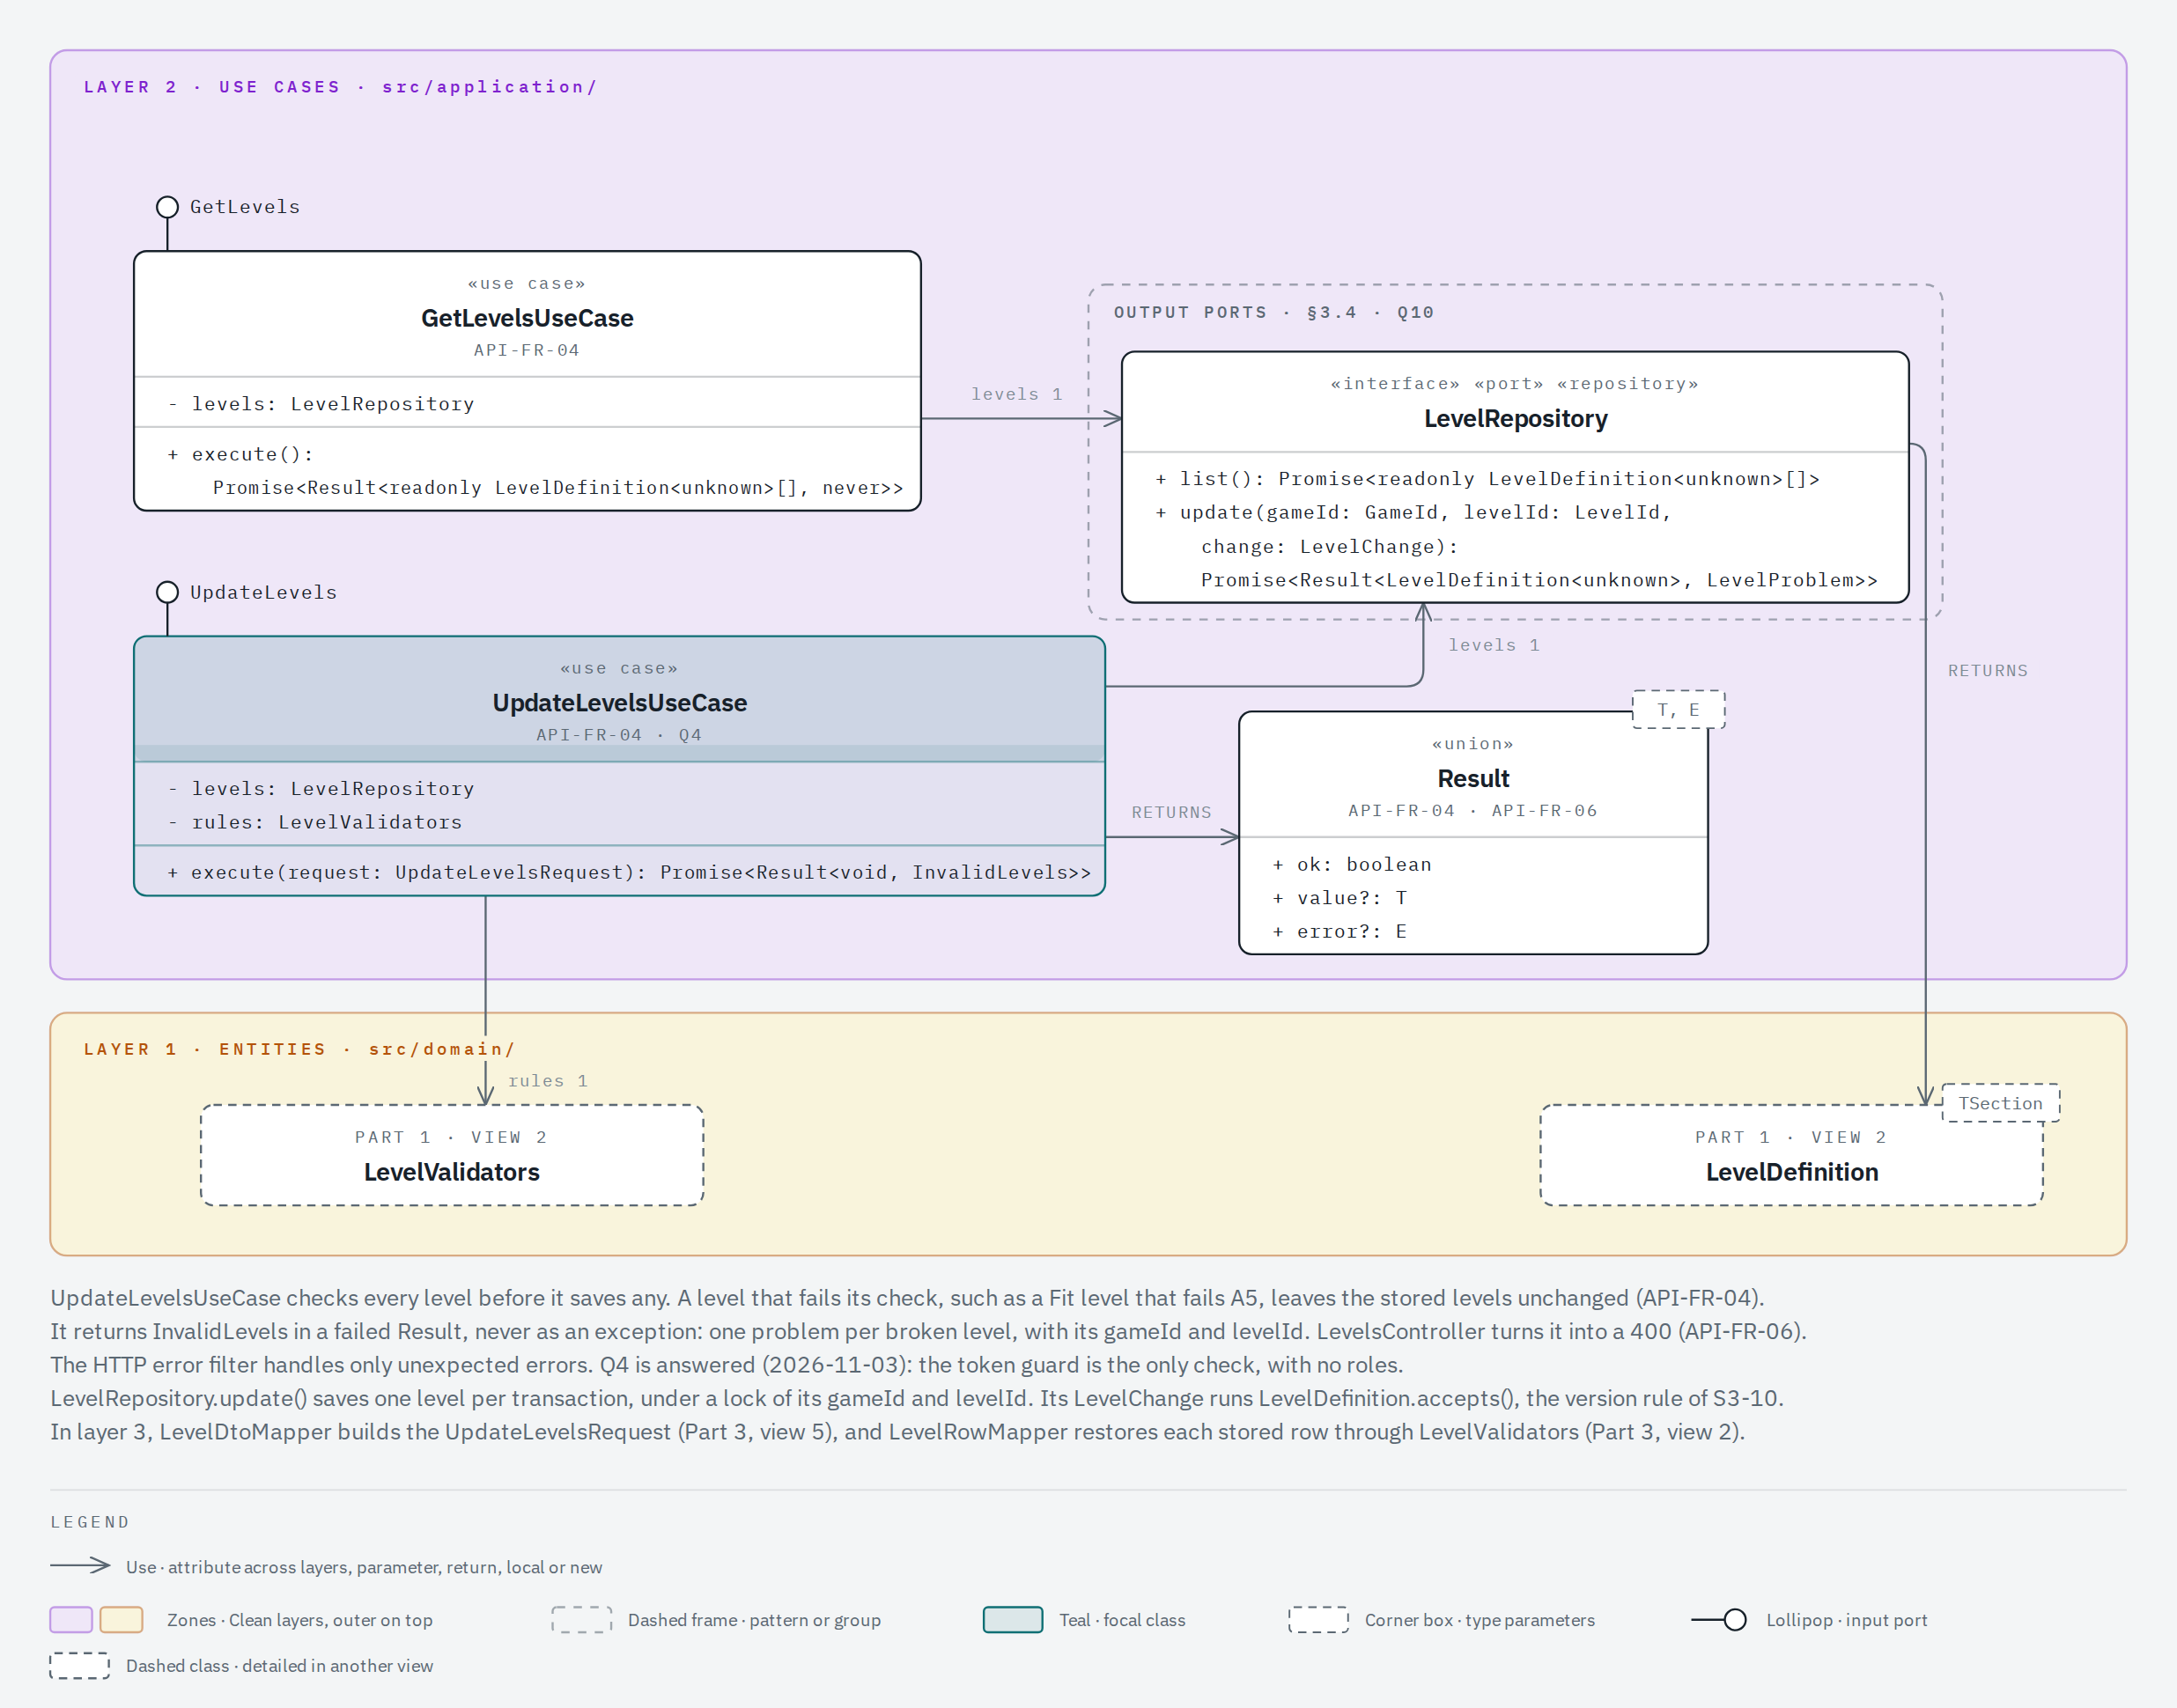 LAYER 2 · USE CASES · src/application/
GetLevels
«use case»
GetLevelsUseCase
API-FR-04
- levels: LevelRepository
+ execute():
Promise<Result<readonly LevelDefinition<unknown>[], never>>
levels 1
OUTPUT PORTS · §3.4 · Q10
«interface» «port» «repository»
LevelRepository
+ list(): Promise<readonly LevelDefinition<unknown>[]>
+ update(gameId: GameId, levelId: LevelId,
change: LevelChange):
Promise<Result<LevelDefinition<unknown>, LevelProblem>>
UpdateLevels
«use case»
UpdateLevelsUseCase
API-FR-04 · Q4
- levels: LevelRepository
- rules: LevelValidators
+ execute(request: UpdateLevelsRequest): Promise<Result<void, InvalidLevels>>
levels 1
RETURNS
RETURNS
T, E
«union»
Result
API-FR-04 · API-FR-06
+ ok: boolean
+ value?: T
+ error?: E
LAYER 1 · ENTITIES · src/domain/
rules 1
PART 1 · VIEW 2
LevelValidators
TSection
PART 1 · VIEW 2
LevelDefinition
UpdateLevelsUseCase checks every level before it saves any. A level that fails its check, such as a Fit level that fails A5, leaves the stored levels unchanged (API-FR-04).
It returns InvalidLevels in a failed Result, never as an exception: one problem per broken level, with its gameId and levelId. LevelsController turns it into a 400 (API-FR-06).
The HTTP error filter handles only unexpected errors. Q4 is answered (2026-11-03): the token guard is the only check, with no roles.
LevelRepository.update() saves one level per transaction, under a lock of its gameId and levelId. Its LevelChange runs LevelDefinition.accepts(), the version rule of S3-10.
In layer 3, LevelDtoMapper builds the UpdateLevelsRequest (Part 3, view 5), and LevelRowMapper restores each stored row through LevelValidators (Part 3, view 2).
LEGEND
Use · attribute across layers, parameter, return, local or new
Zones · Clean layers, outer on top
Dashed frame · pattern or group
Teal · focal class
Corner box · type parameters
Lollipop · input port
Dashed class · detailed in another view